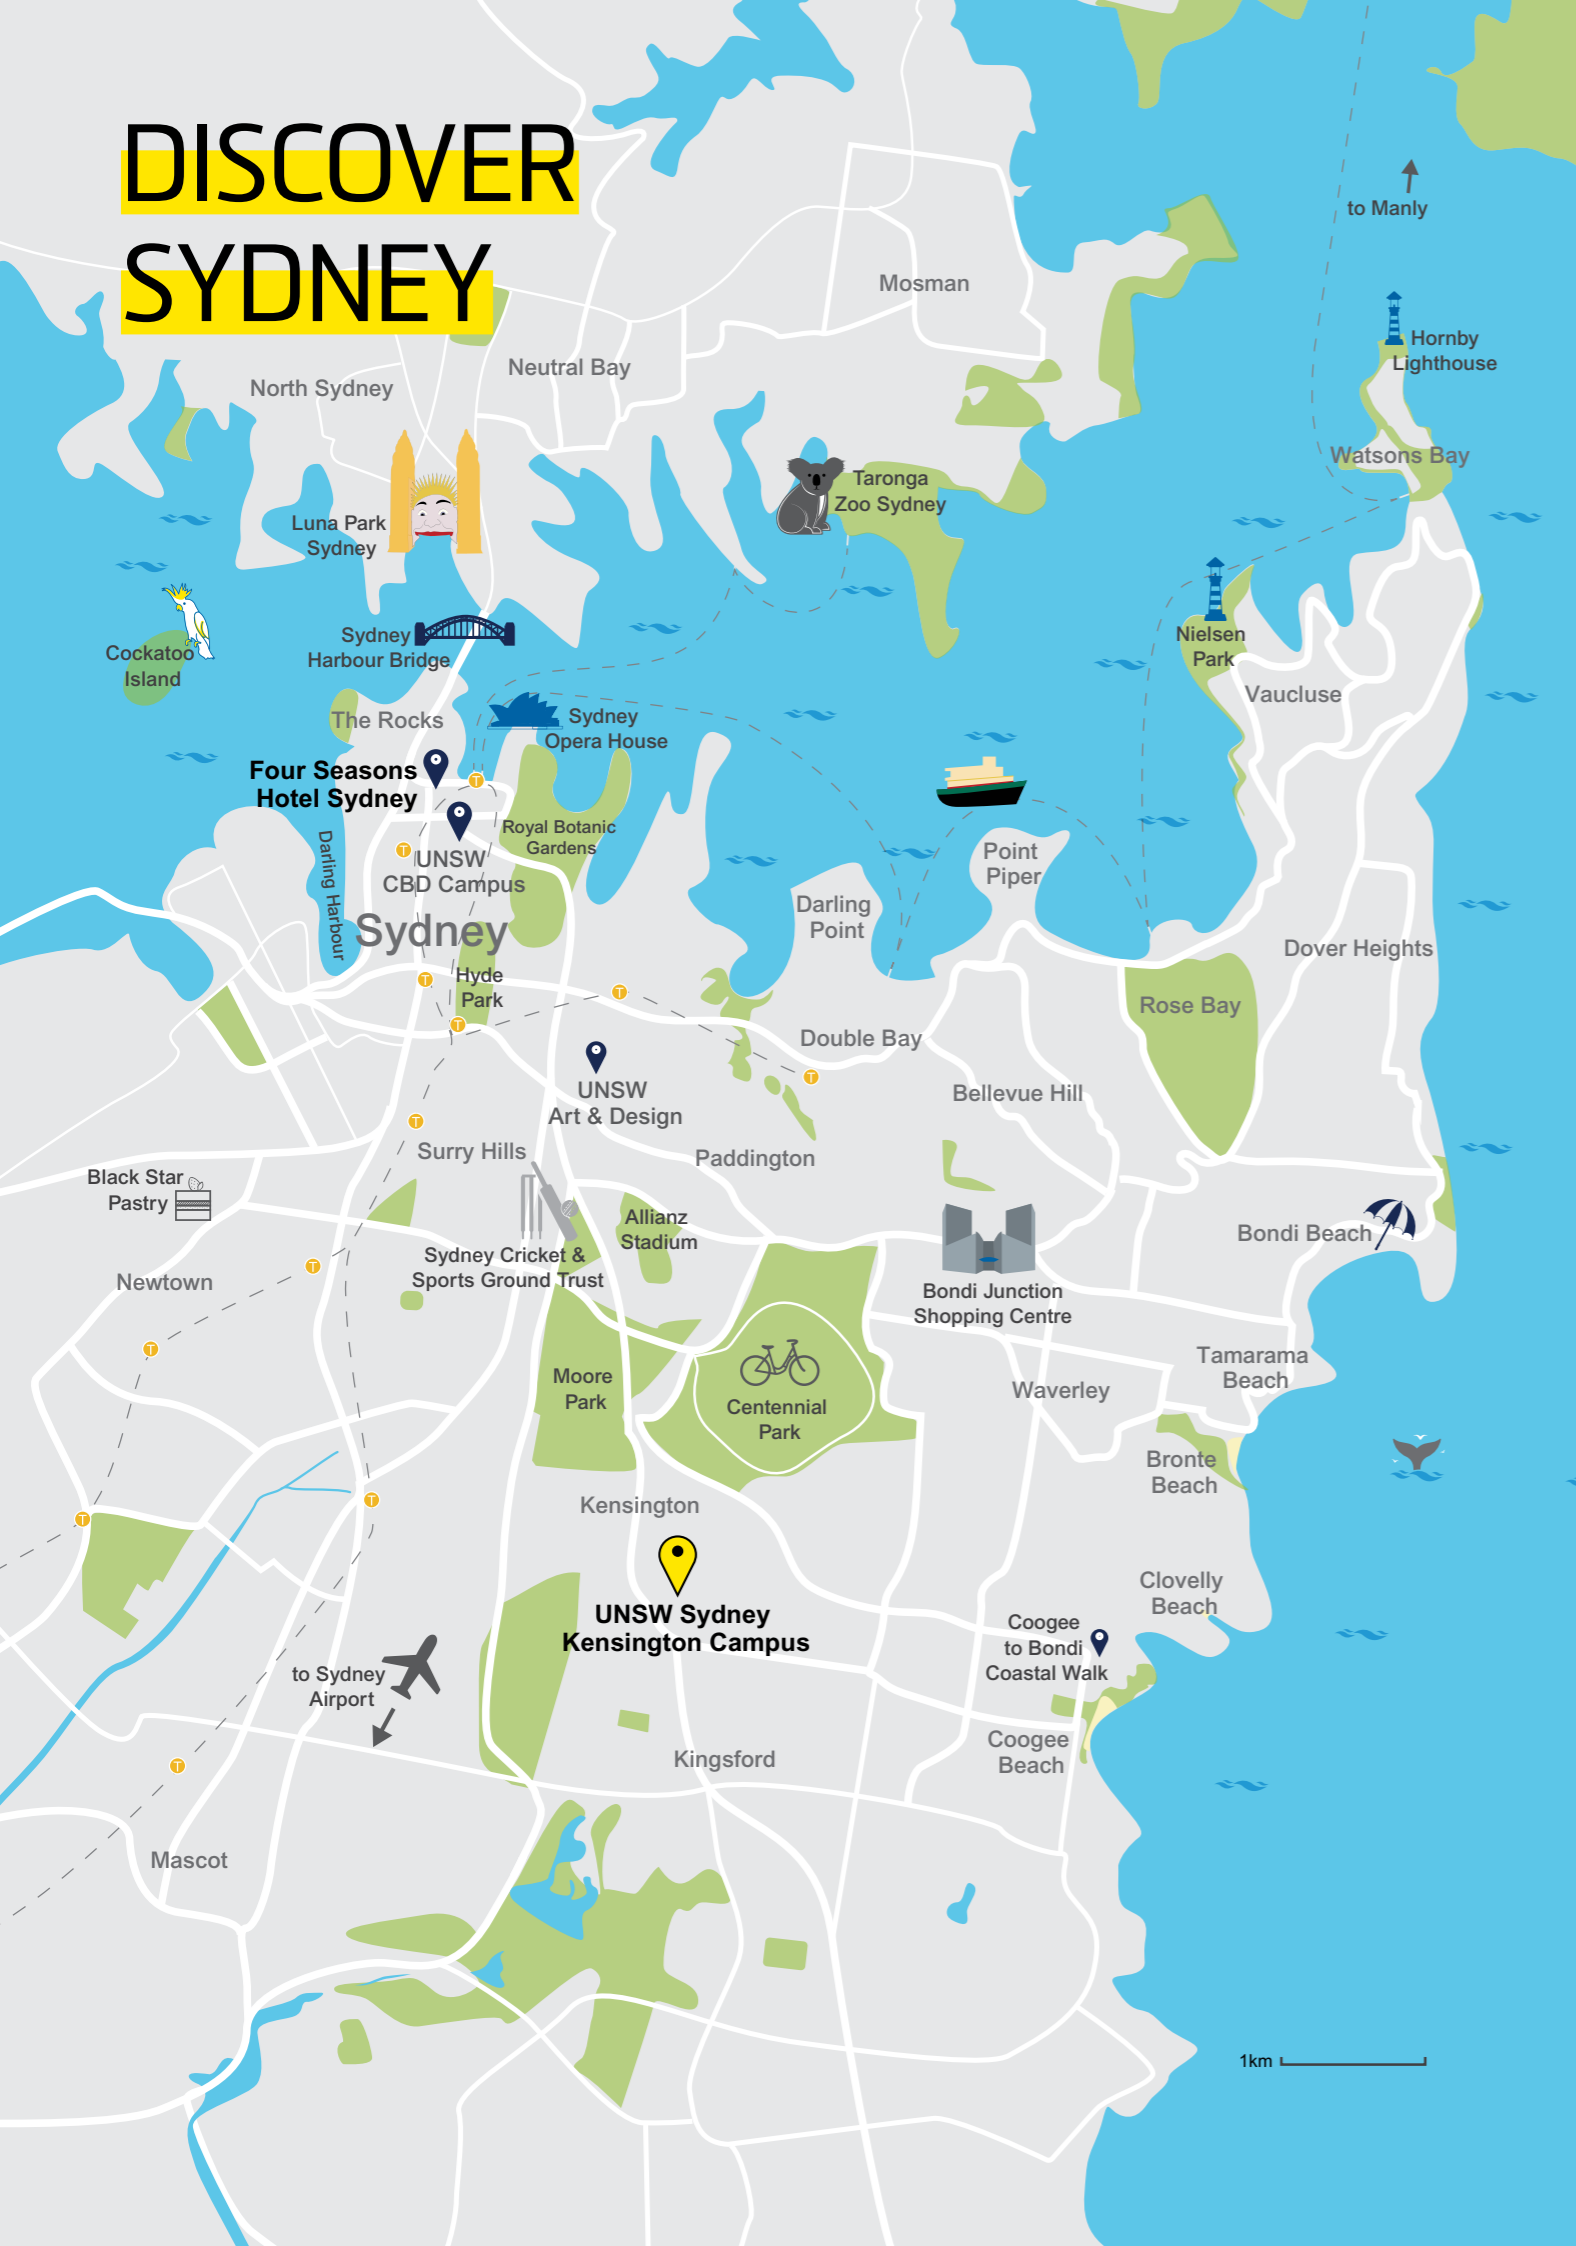 DISCOVER
SYDNEY
to Manly
Mosman
Hornby
Lighthouse
Neutral Bay
North Sydney
Watsons Bay
Taronga
Zoo Sydney
Luna Park
Sydney
Sydney
Harbour Bridge
Nielsen
Park
Cockatoo
Island
Vaucluse
The Rocks
Sydney
Opera House
Four Seasons
Hotel Sydney
T
Royal Botanic
Gardens
Darling Harbour
T
UNSW
CBD Campus
Point
Piper
Darling
Point
Sydney
Dover Heights
Hyde
Park
T
T
T
Rose Bay
Double Bay
T
UNSW
Art & Design
Bellevue Hill
T
Surry Hills
Paddington
Black Star
Pastry
Allianz
Stadium
Bondi Beach
Sydney Cricket &
Sports Ground Trust
T
Newtown
Bondi Junction
Shopping Centre
T
Tamarama
Beach
Moore
Park
Waverley
Centennial
Park
Bronte
Beach
T
Kensington
T
Clovelly
Beach
UNSW Sydney
Kensington Campus
Coogee
to Bondi
Coastal Walk
to Sydney
Airport
Coogee
Beach
Kingsford
T
Mascot
1km